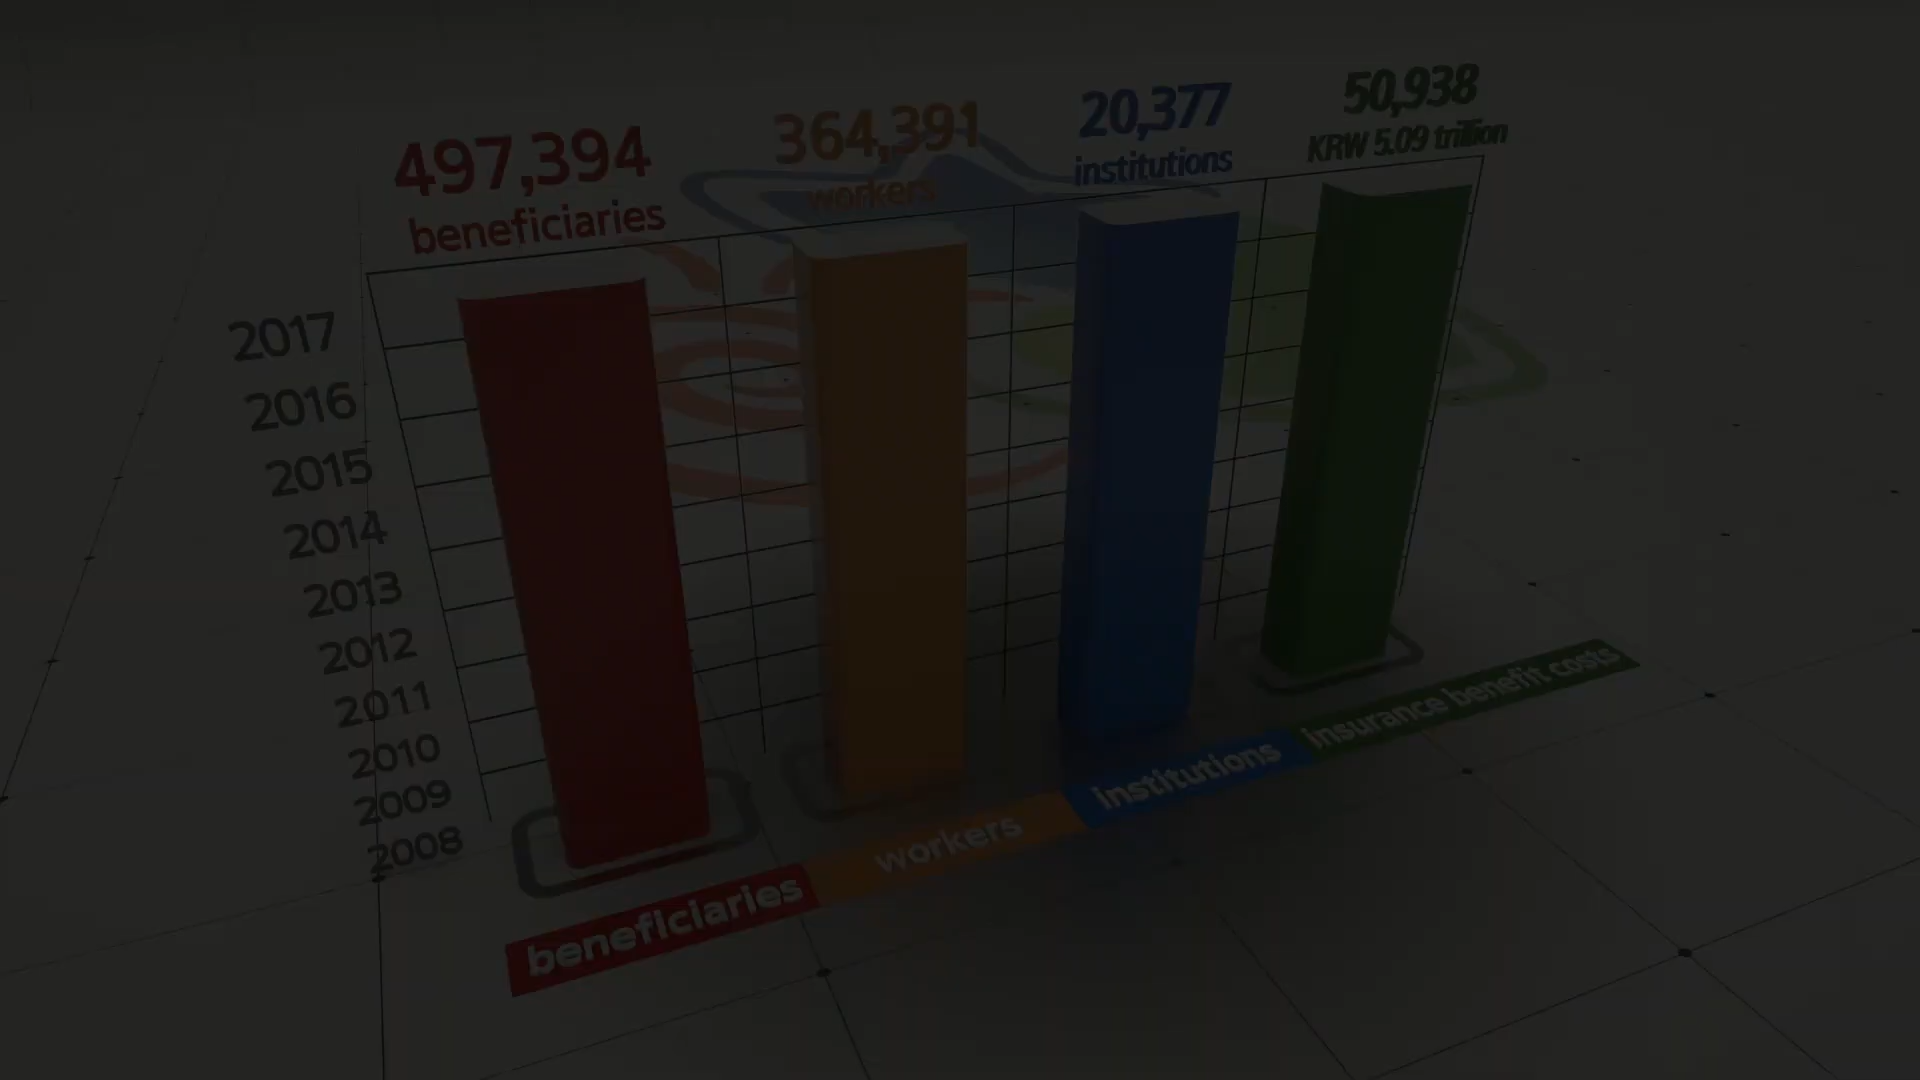 497,394
beneficiaries
364,391
workers
20,377
institutions
50,938
KRW 5.09 trillion
2017
2016
2015
2014
2013
2012
2011
2010
2009
2008
beneficiaries
workers
institutions
insurance benefit costs